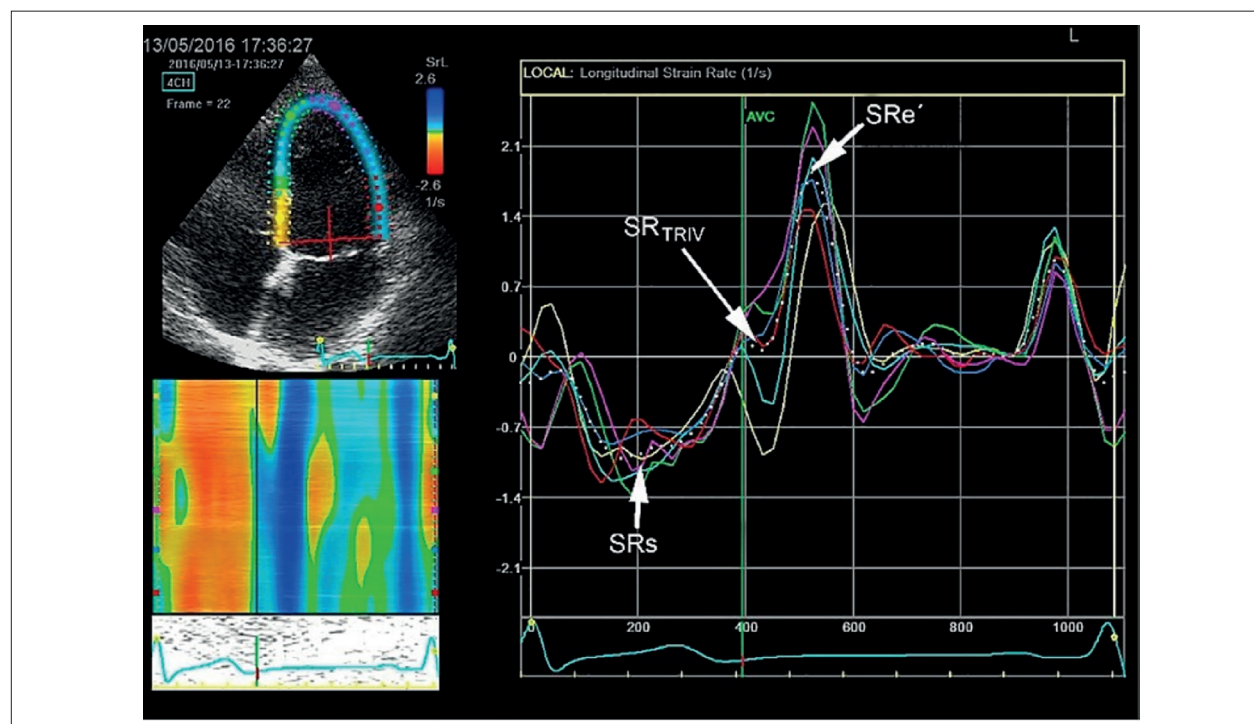 13/05/2016 17:36:27
2016/05/13-17:36:27
4CH
Frame = 22
SrL
2.6
-2.6
1/s
L
LOCAL: Longitudinal Strain Rate (1/s)
AVC
SRe´
2.1
1.4
SRTRIV
0.7
0
-0.7
-1.4
SRs
-2.1
0 200 400 600 800 1000